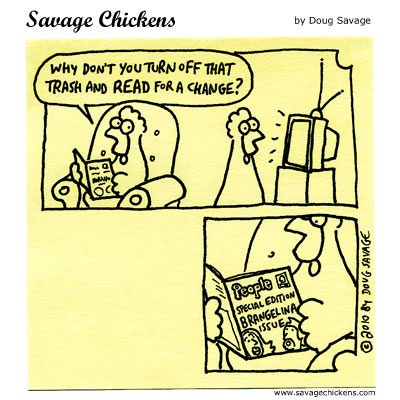 Savage Chickens
by Doug Savage
WHY DON'T YOU TURN OFF THAT
TRASH AND READ FOR A CHANGE?
People
SPECIAL EDITION
BRANGELINA
ISSUE
© 2010 BY DOUG SAVAGE
www.savagechickens.com